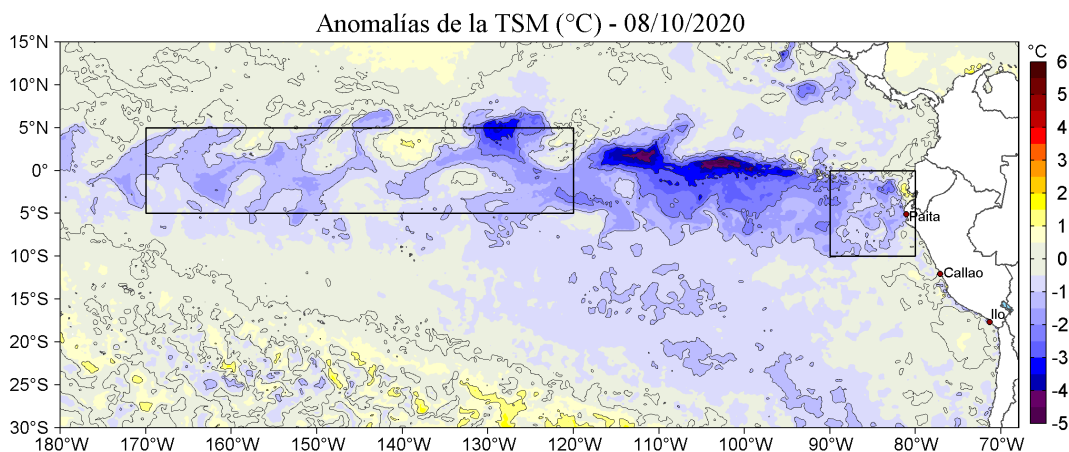 Anomalías de la TSM (°C) - 08/10/2020
15°N
10°N
5°N
0°
5°S
10°S
15°S
20°S
25°S
30°S
180°W
170°W
160°W
150°W
140°W
130°W
120°W
110°W
100°W
90°W
80°W
70°W
Paita
Callao
Ilo
°C
6
5
4
3
2
1
0
-1
-2
-3
-4
-5